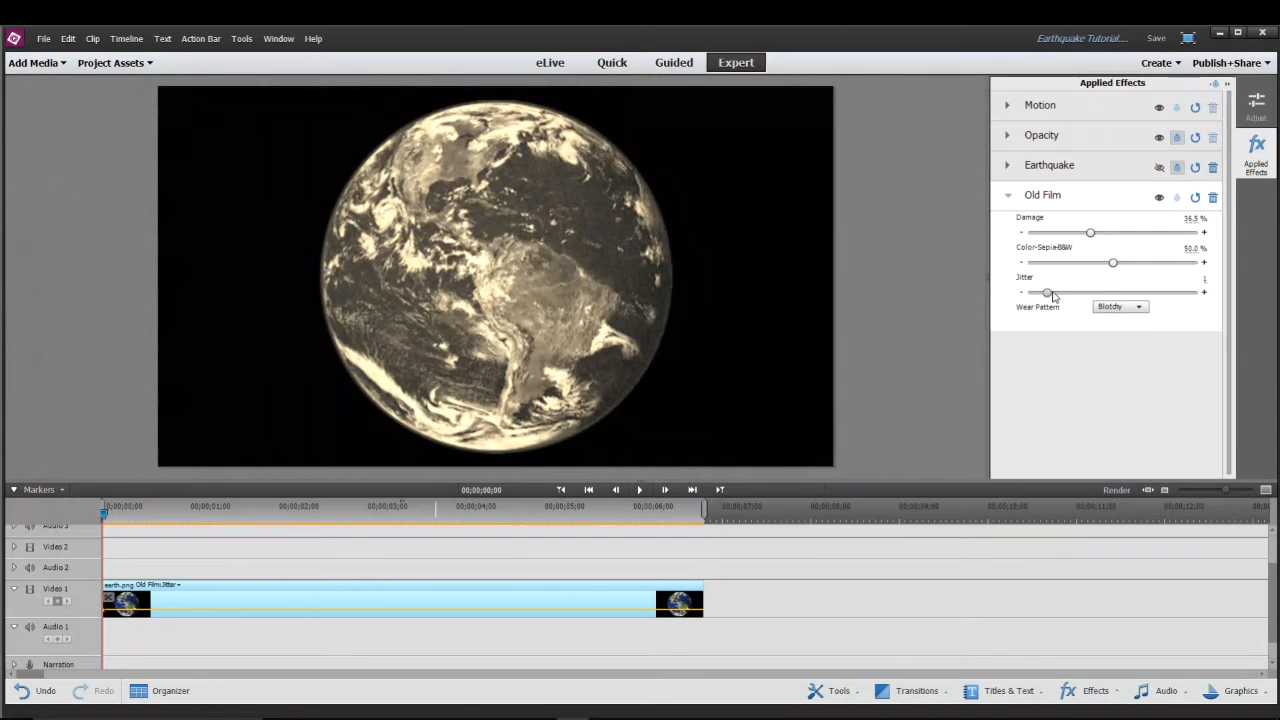 File Edit Clip Timeline Text Action Bar Tools Window Help Earthquake Tutorial.... Save
Add Media Project Assets eLive Quick Guided Expert Create Publish+Share
Applied Effects
Motion
Adjust
Opacity
Applied
Effects
Earthquake
Old Film
Damage 36.5 %
Color-Sepia-B&W 50.0 %
Jitter 1
Wear Pattern Blotchy
Markers 00;00;00;00 Render
0;00;00;00 00;00;01;00 00;00;02;00 00;00;03;00 00;00;04;00 00;00;05;00 00;00;06;00 00;00;07;00 00;00;08;00 00;00;09;00 00;00;10;00 00;00;11;00 00;00;12;00 00;0
Audio 3
Video 2
Audio 2
Video 1 earth.png Old Film:Jitter
Audio 1
Narration
Undo Redo Organizer Tools Transitions Titles & Text Effects Audio Graphics